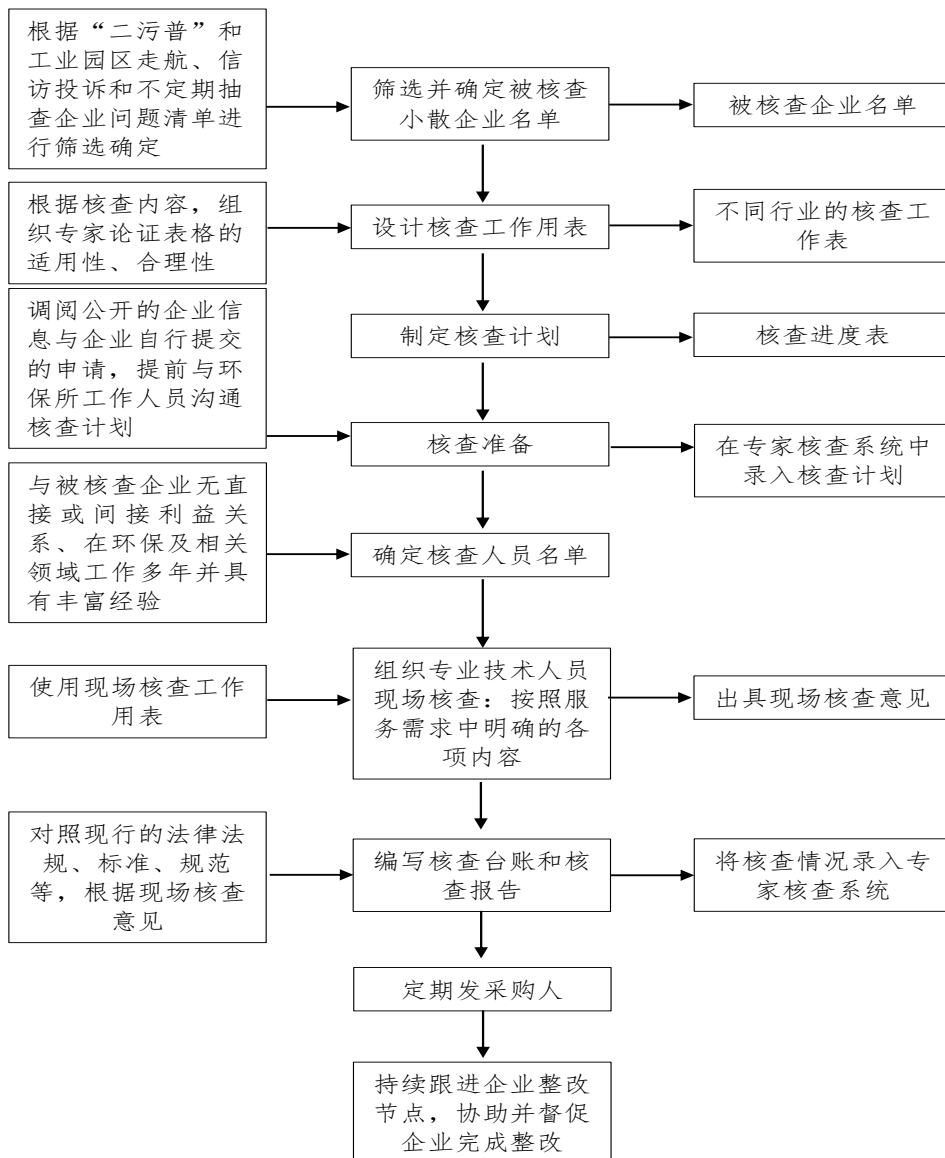 根据“二污普”和
工业园区走航、信
访投诉和不定期抽
查企业问题清单进
行筛选确定
筛选并确定被核查
小散企业名单
被核查企业名单
根据核查内容，组
织专家论证表格的
适用性、合理性
设计核查工作用表
不同行业的核查工
作表
调阅公开的企业信
息与企业自行提交
的申请，提前与环
保所工作人员沟通
核查计划
制定核查计划
核查进度表
核查准备
在专家核查系统中
录入核查计划
与被核查企业无直
接或间接利益关
系、在环保及相关
领域工作多年并具
有丰富经验
确定核查人员名单
使用现场核查工作
用表
组织专业技术人员
现场核查：按照服
务需求中明确的各
项内容
出具现场核查意见
对照现行的法律法
规、标准、规范
等，根据现场核查
意见
编写核查台账和核
查报告
将核查情况录入专
家核查系统
定期发采购人
持续跟进企业整改
节点，协助并督促
企业完成整改